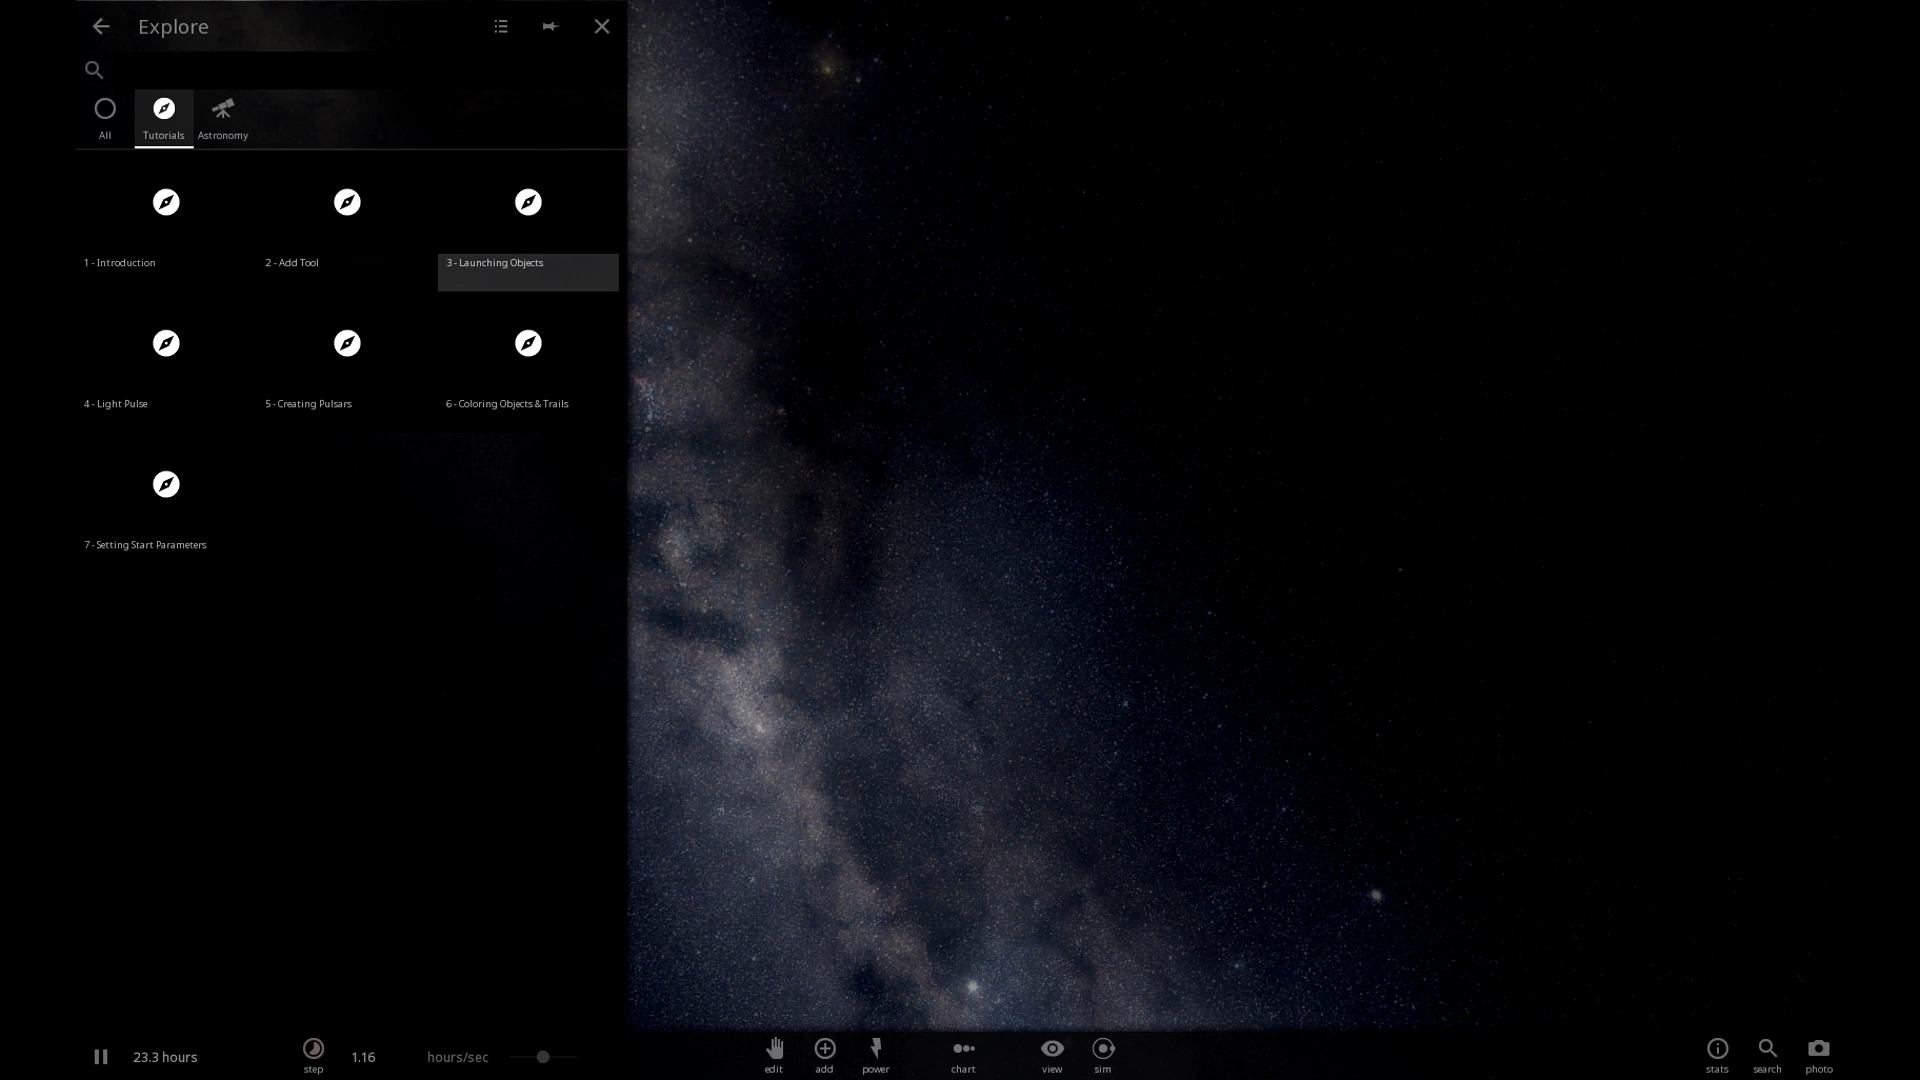 Explore
All
Tutorials
Astronomy
1 - Introduction
2 - Add Tool
3 - Launching Objects
4 - Light Pulse
5 - Creating Pulsars
6 - Coloring Objects & Trails
7 - Setting Start Parameters
23.3 hours
step
1.16
hours/sec
edit
add
power
chart
view
sim
stats
search
photo